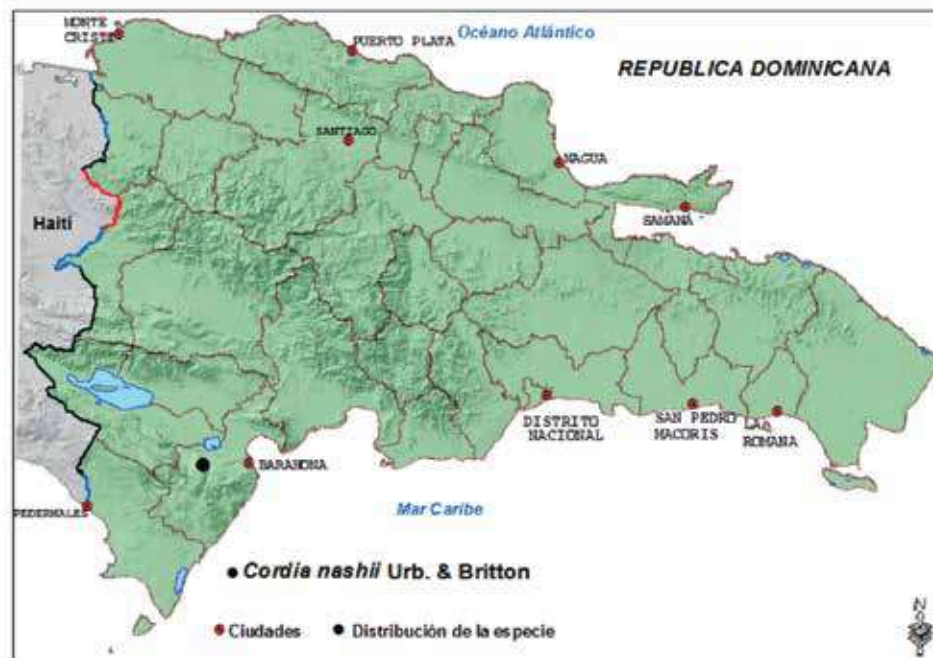 MONTE
CRISTI
Océano Atlántico
PUERTO PLATA
REPUBLICA DOMINICANA
SANTIAGO
NAGUA
Haití
SAMANÁ
DISTRITO
NACIONAL
SAN PEDRO
MACORIS
LA
ROMANA
BARAHONA
PEDERNALES
Mar Caribe
Cordia nashii Urb. & Britton
Ciudades
Distribución de la especie
N